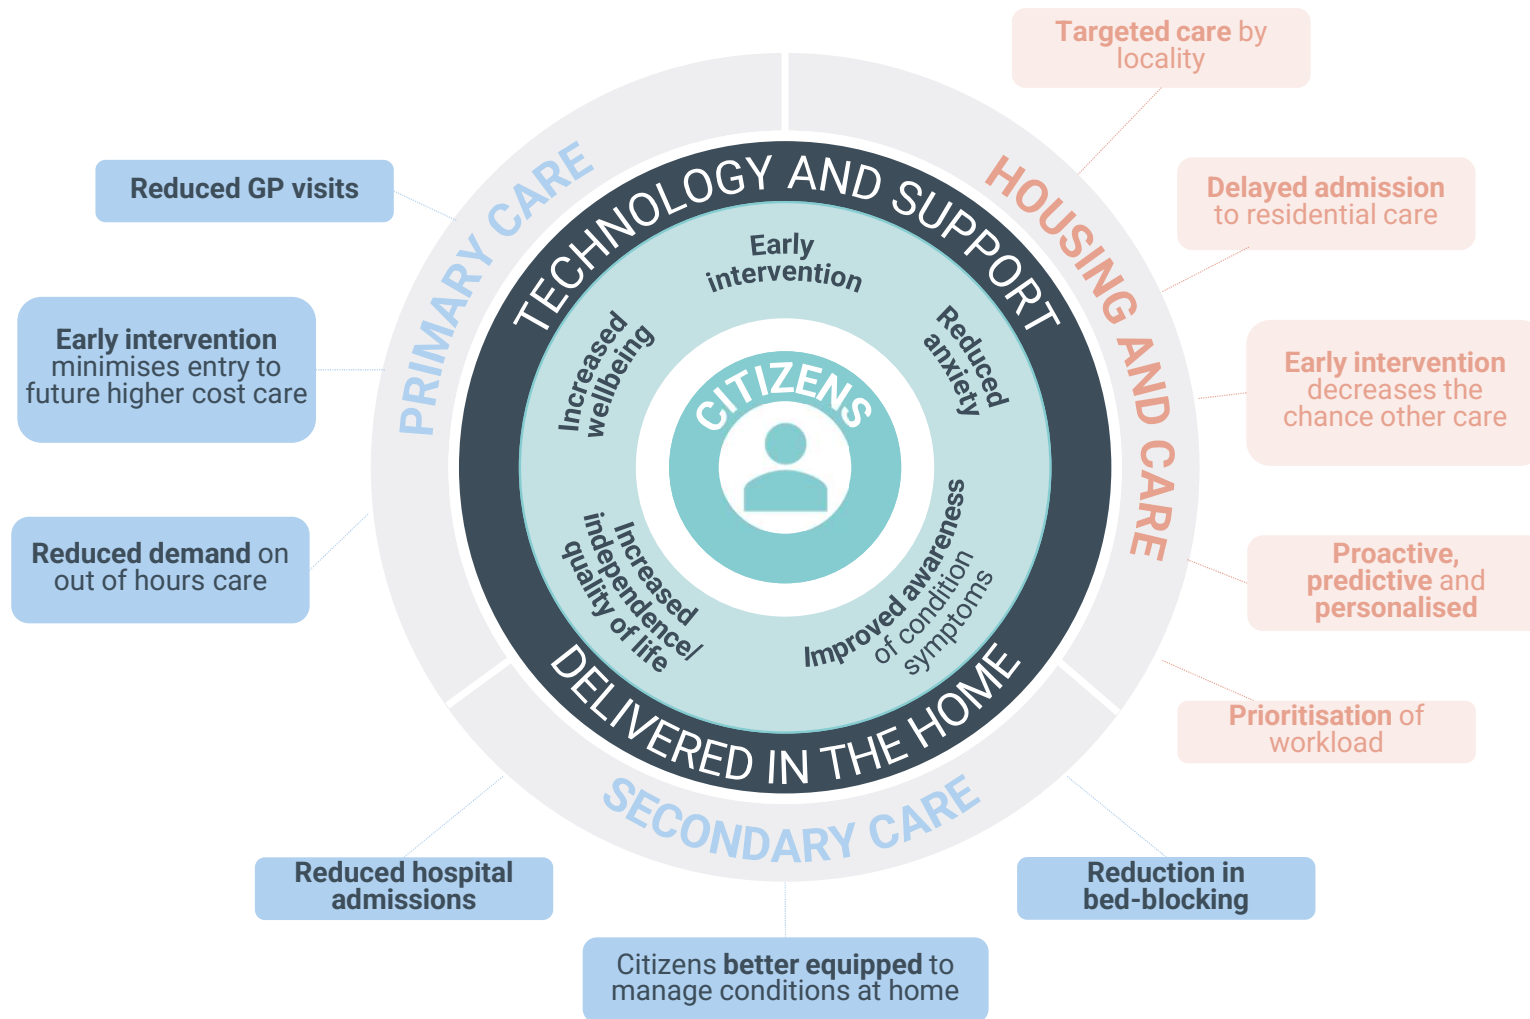 Targeted care by
locality
Delayed admission
to residential care
Early intervention
decreases the
chance other care
Proactive,
predictive and
personalised
Prioritisation of
workload
Reduced GP visits
Early intervention
minimises entry to
future higher cost care
Reduced demand on
out of hours care
Reduced hospital
admissions
Citizens better equipped to
manage conditions at home
Reduction in
bed-blocking
PRIMARY CARE
HOUSING AND CARE
SECONDARY CARE
TECHNOLOGY AND SUPPORT
DELIVERED IN THE HOME
Early
intervention
Reduced
anxiety
Improved awareness
of condition
symptoms
Increased
independence/
quality of life
Increased
wellbeing
CITIZENS